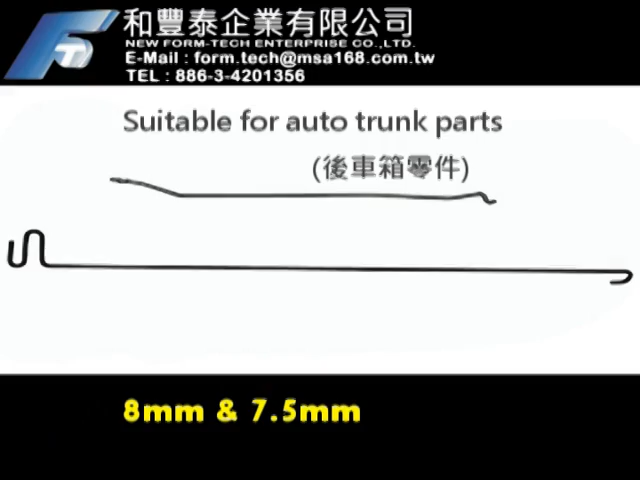 和豐泰企業有限公司
NEW FORM-TECH ENTERPRISE CO.,LTD.
E-Mail : form.tech@msa168.com.tw
TEL : 886-3-4201356
Suitable for auto trunk parts
(後車箱零件)
8mm & 7.5mm